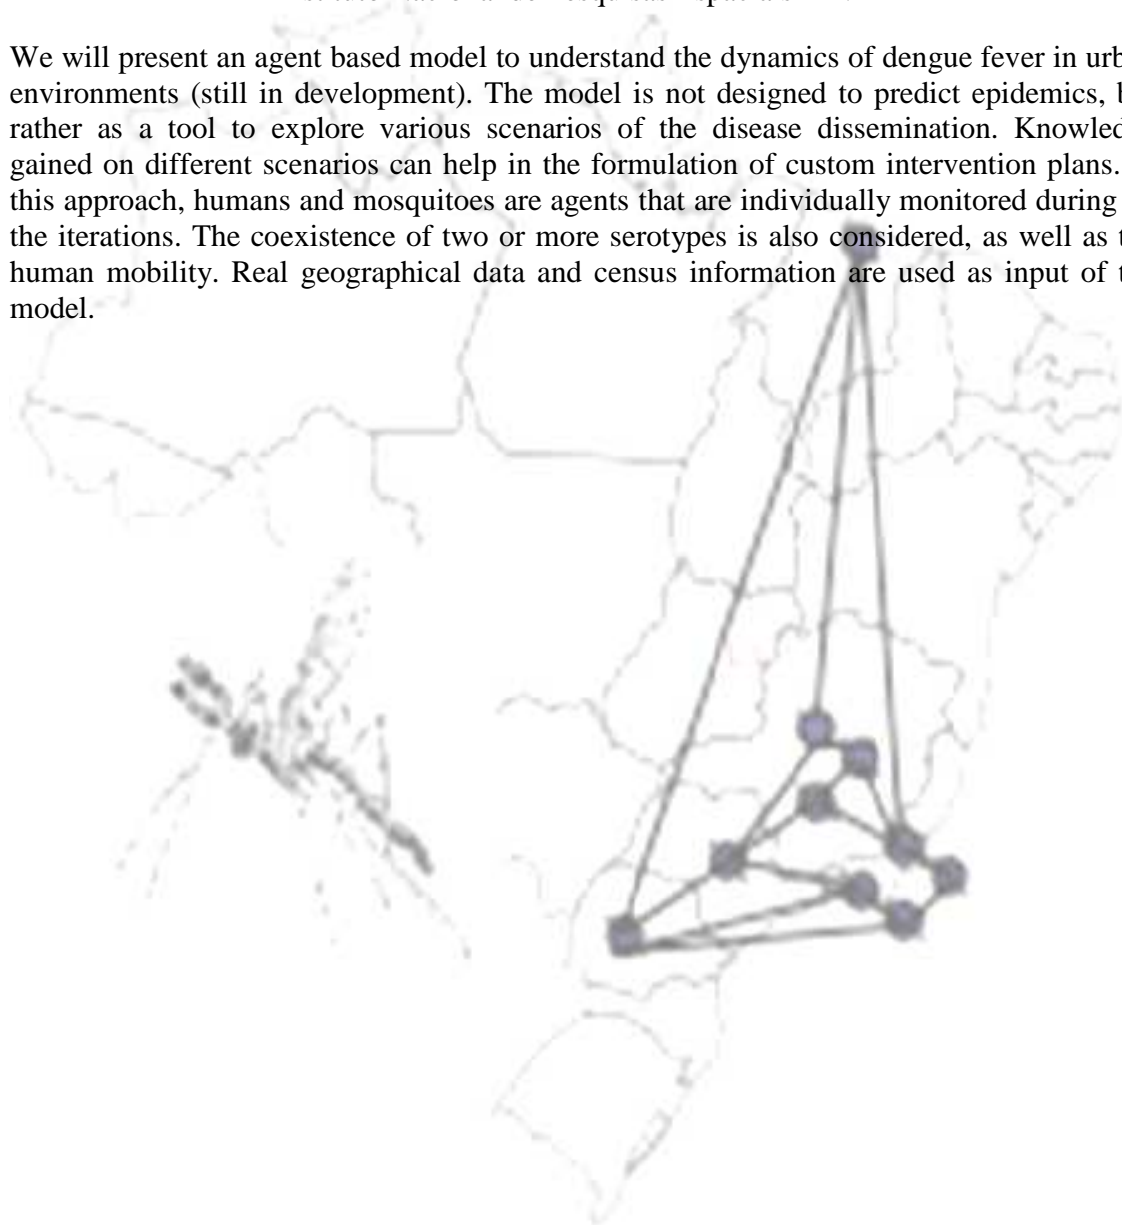 We will present an agent based model to understand the dynamics of dengue fever in
environments (still in development). The model is not designed to predict epidemics,
rather as a tool to explore various scenarios of the disease dissemination.
gained on different scenarios can help in the formulation of custom intervention plans.
this approach, humans and mosquitoes are agents that are individually monitored during
the iterations. The coexistence of two or more serotypes is also considered, as well as
human mobility. Real geographical data and census information are used as input of
model.